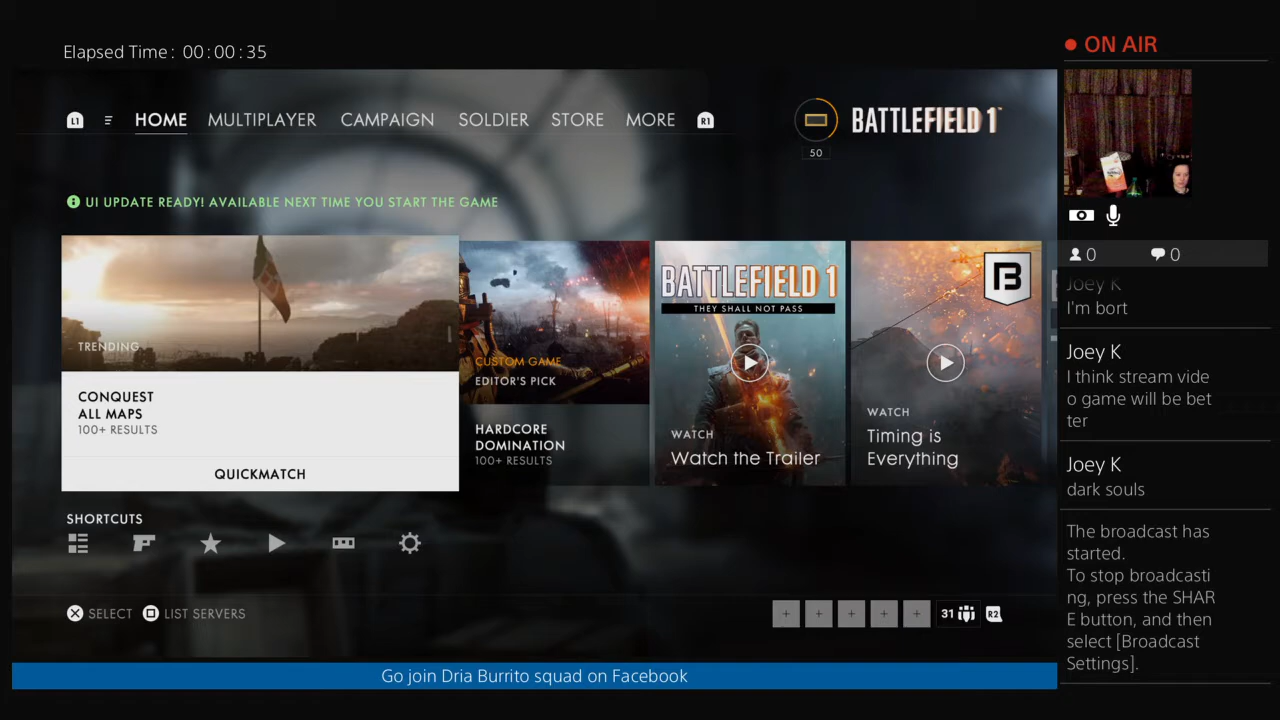 Elapsed Time: 00:00:35
ON AIR
L1
HOME MULTIPLAYER CAMPAIGN SOLDIER STORE MORE
R1
50
BATTLEFIELD 1
UI UPDATE READY! AVAILABLE NEXT TIME YOU START THE GAME
TRENDING
CONQUEST
ALL MAPS
100+ RESULTS
QUICKMATCH
CUSTOM GAME
EDITOR'S PICK
HARDCORE
DOMINATION
100+ RESULTS
BATTLEFIELD 1
THEY SHALL NOT PASS
WATCH
Watch the Trailer
WATCH
Timing is
Everything
SHORTCUTS
SELECT LIST SERVERS
31
R2
Go join Dria Burrito squad on Facebook
0 0
Joey K
I'm bort
Joey K
I think stream vide
o game will be bet
ter
Joey K
dark souls
The broadcast has
started.
To stop broadcasti
ng, press the SHAR
E button, and then
select [Broadcast
Settings].